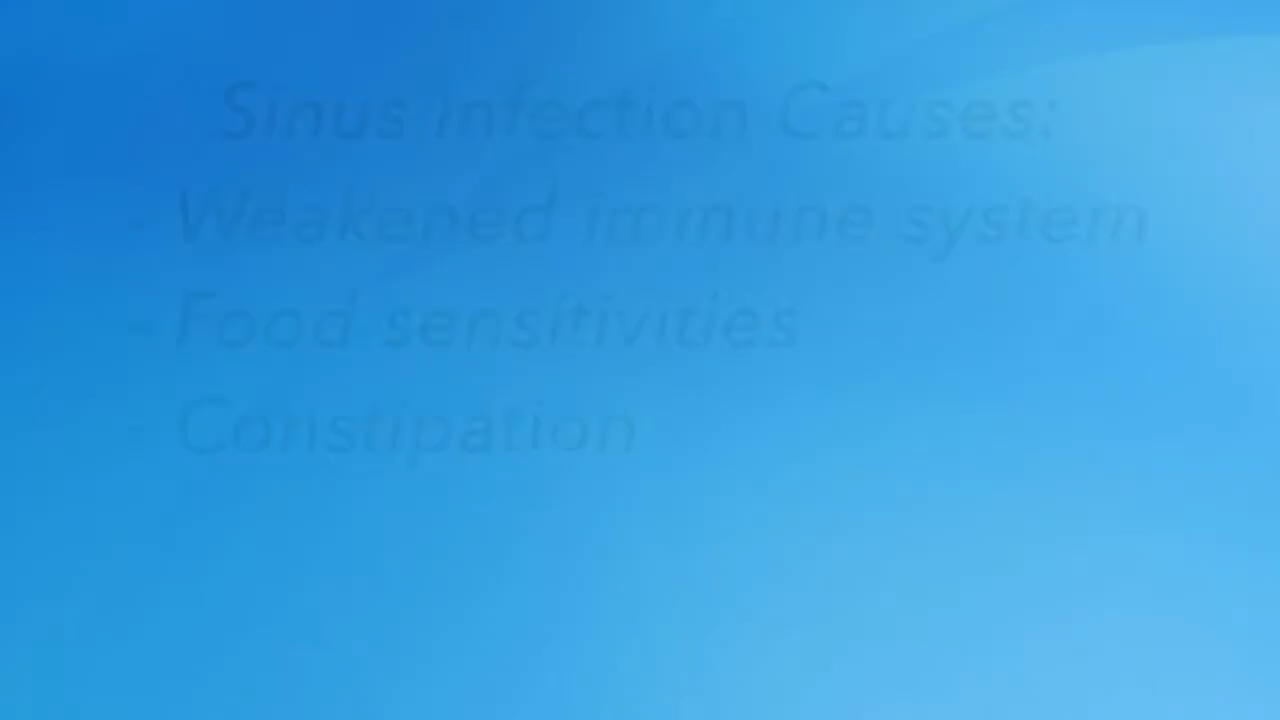 Sinus Infection Causes:
- Weakened immune system
- Food sensitivities
- Constipation